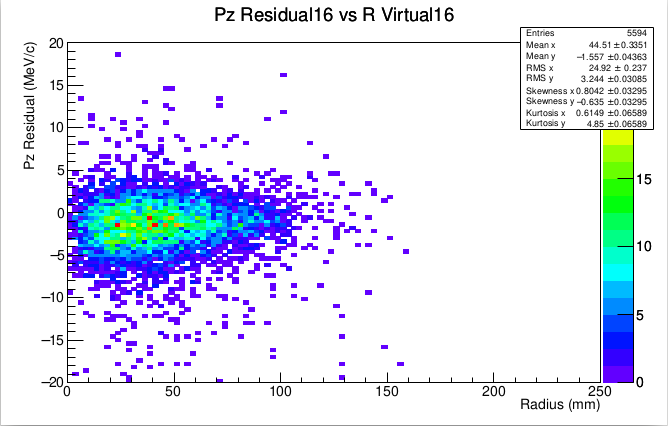 Pz Residual16 vs R Virtual16
Entries 5594
Mean x 44.51 ±0.3351
Mean y −1.557 ±0.04363
RMS x 24.92 ± 0.237
RMS y 3.244 ±0.03085
Skewness x 0.8042 ±0.03295
Skewness y −0.635 ±0.03295
Kurtosis x 0.6149 ±0.06589
Kurtosis y 4.85 ±0.06589
Pz Residual (MeV/c)
20
15
10
5
0
−5
−10
−15
−20
15
10
5
0
0 50 100 150 200 250
Radius (mm)